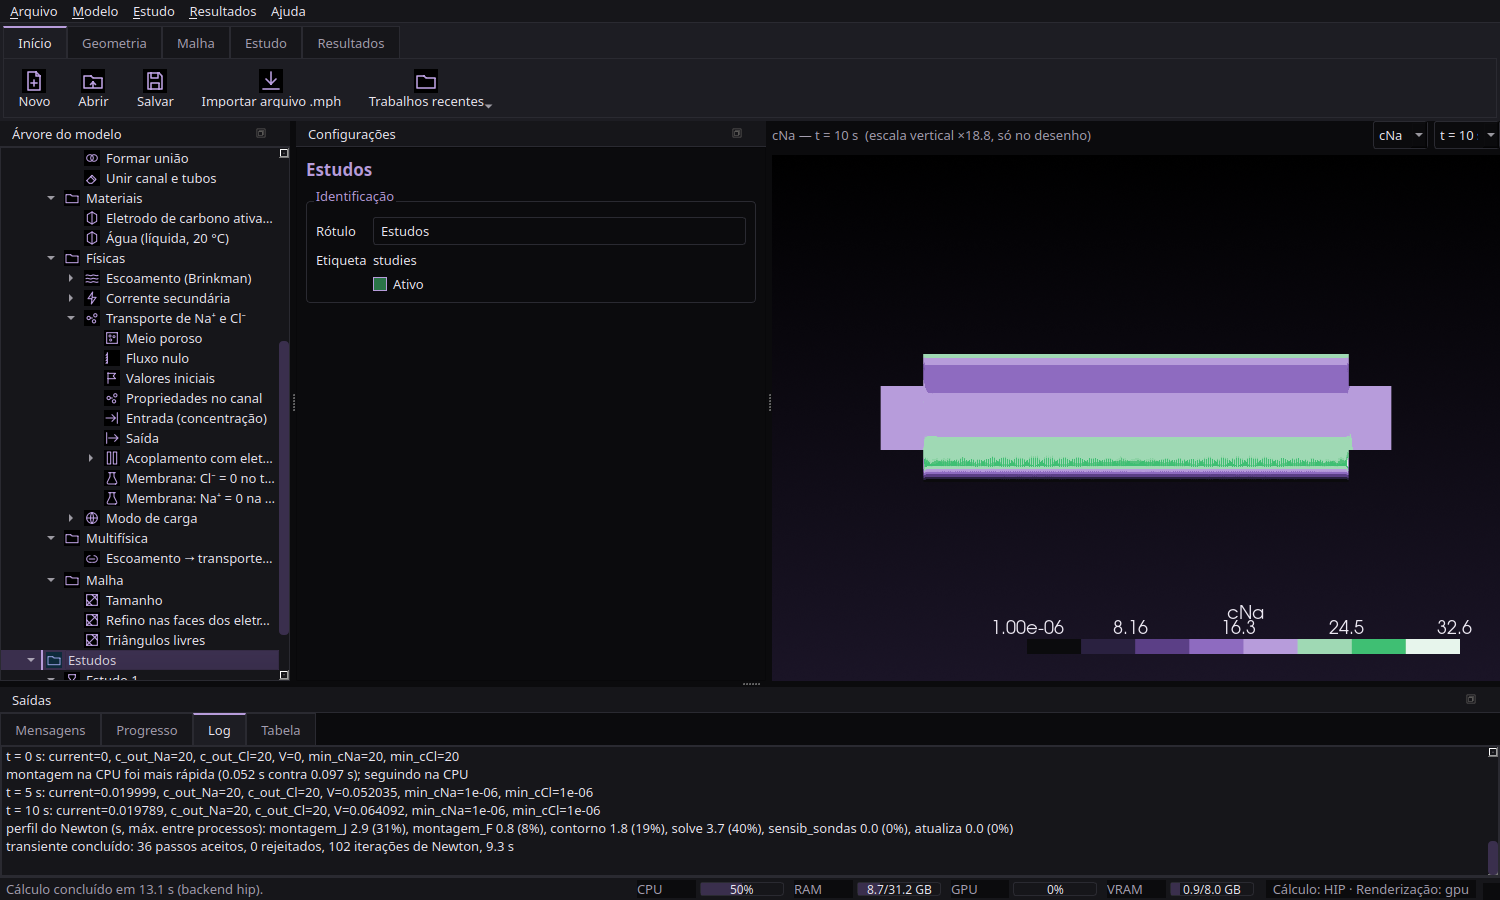 Arquivo Modelo Estudo Resultados Ajuda
Início Geometria Malha Estudo Resultados
Novo Abrir Salvar Importar arquivo .mph Trabalhos recentes
Árvore do modelo
Formar união
Unir canal e tubos
Materiais
Eletrodo de carbono ativa...
Água (líquida, 20 °C)
Físicas
Escoamento (Brinkman)
Corrente secundária
Transporte de Na⁺ e Cl⁻
Meio poroso
Fluxo nulo
Valores iniciais
Propriedades no canal
Entrada (concentração)
Saída
Acoplamento com elet...
Membrana: Cl⁻ = 0 no t...
Membrana: Na⁺ = 0 na ...
Modo de carga
Multifísica
Escoamento → transporte...
Malha
Tamanho
Refino nas faces dos eletr...
Triângulos livres
Estudos
Estudo 1
Configurações
Estudos
Identificação
Rótulo Estudos
Etiqueta studies
Ativo
cNa — t = 10 s (escala vertical ×18.8, só no desenho)
cNa t = 10
cNa
1.00e-06 8.16 16.3 24.5 32.6
Saídas
Mensagens Progresso Log Tabela
t = 0 s: current=0, c_out_Na=20, c_out_Cl=20, V=0, min_cNa=20, min_cCl=20
montagem na CPU foi mais rápida (0.052 s contra 0.097 s); seguindo na CPU
t = 5 s: current=0.019999, c_out_Na=20, c_out_Cl=20, V=0.052035, min_cNa=1e-06, min_cCl=1e-06
t = 10 s: current=0.019789, c_out_Na=20, c_out_Cl=20, V=0.064092, min_cNa=1e-06, min_cCl=1e-06
perfil do Newton (s, máx. entre processos): montagem_J 2.9 (31%), montagem_F 0.8 (8%), contorno 1.8 (19%), solve 3.7 (40%), sensib_sondas 0.0 (0%), atualiza 0.0 (0%)
transiente concluído: 36 passos aceitos, 0 rejeitados, 102 iterações de Newton, 9.3 s
Cálculo concluído em 13.1 s (backend hip).
CPU 50% RAM 8.7/31.2 GB GPU 0% VRAM 0.9/8.0 GB Cálculo: HIP · Renderização: gpu